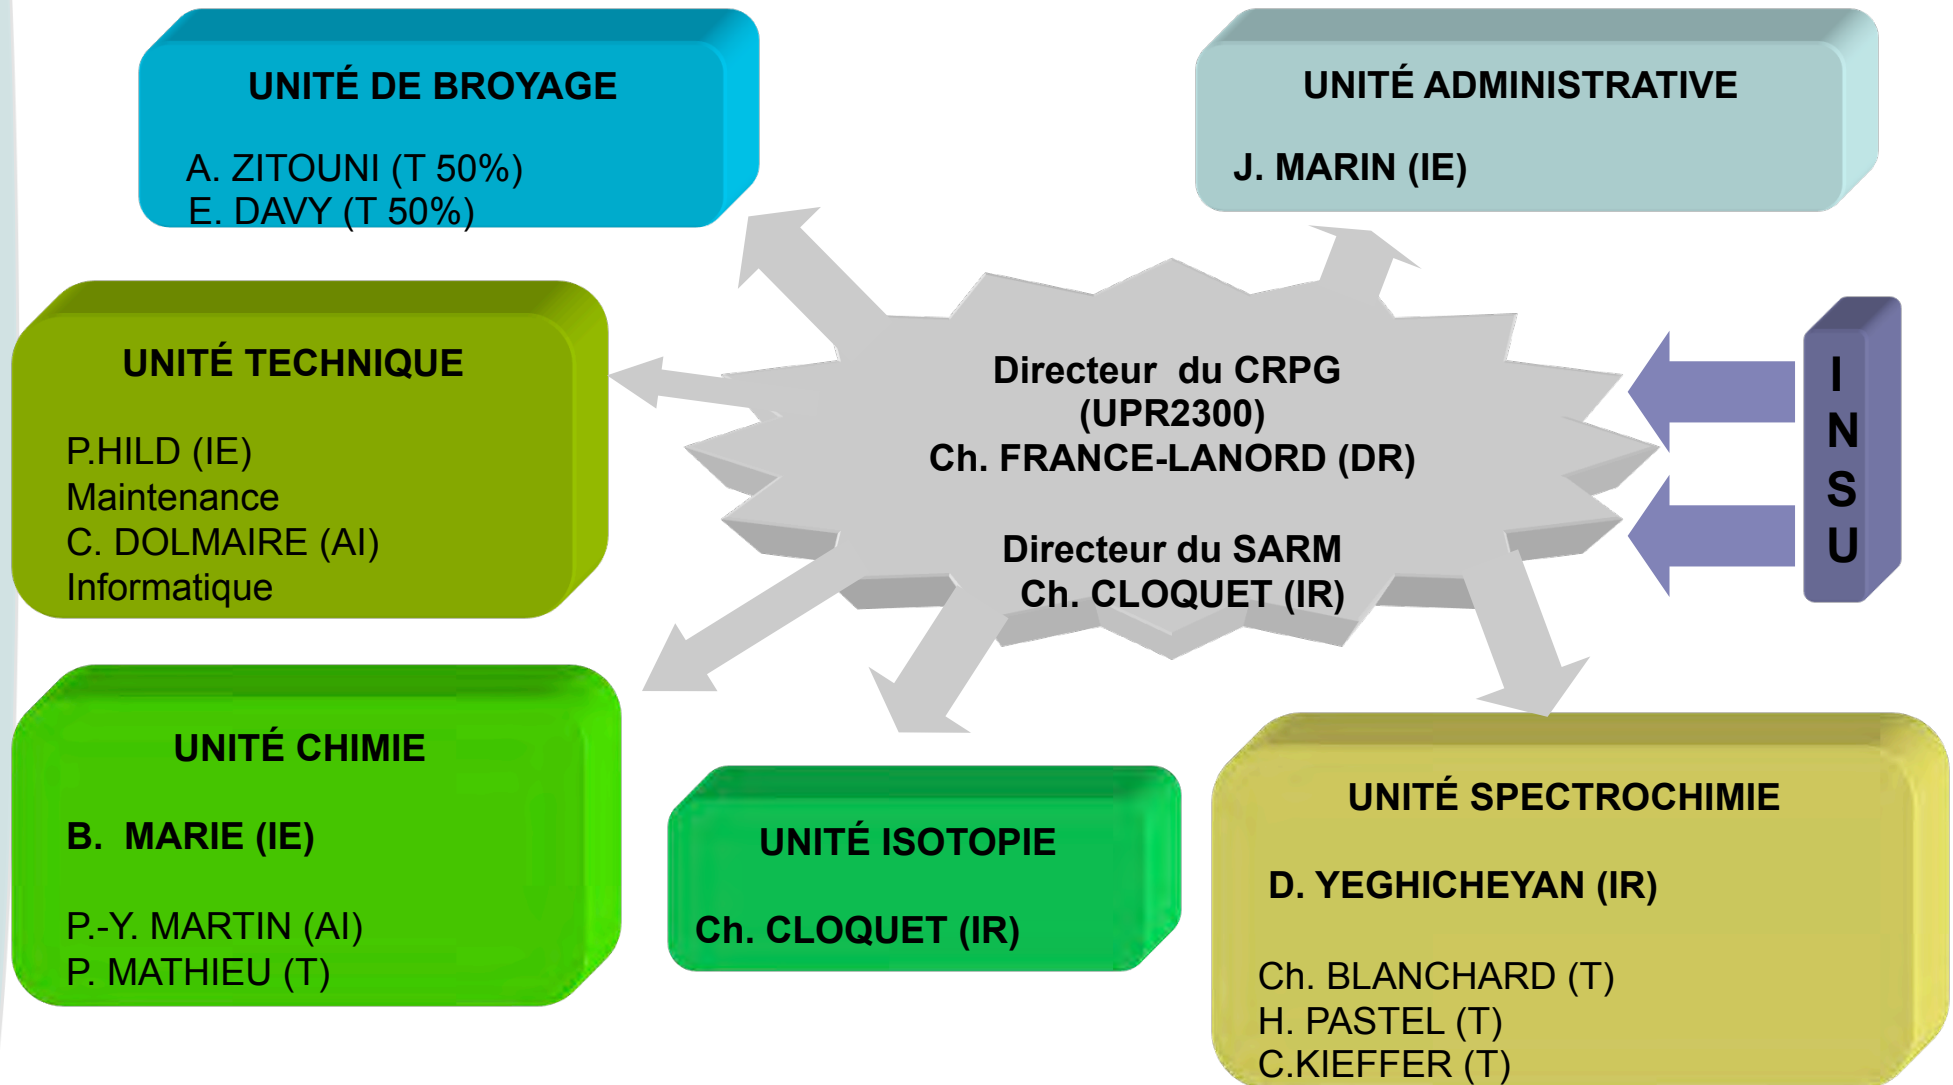 UNITÉ DE BROYAGE
A. ZITOUNI (T 50%)
E. DAVY (T 50%)
UNITÉ ADMINISTRATIVE
J. MARIN (IE)
UNITÉ TECHNIQUE
P.HILD (IE)
Maintenance
C. DOLMAIRE (AI)
Informatique
Directeur du CRPG
(UPR2300)
Ch. FRANCE-LANORD (DR)
Directeur du SARM
Ch. CLOQUET (IR)
I
N
S
U
UNITÉ CHIMIE
B. MARIE (IE)
P.-Y. MARTIN (AI)
P. MATHIEU (T)
UNITÉ ISOTOPIE
Ch. CLOQUET (IR)
UNITÉ SPECTROCHIMIE
D. YEGHICHEYAN (IR)
Ch. BLANCHARD (T)
H. PASTEL (T)
C.KIEFFER (T)